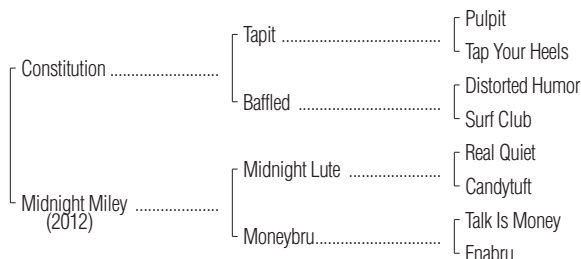 Pulpit
Tapit
Tap Your Heels
Constitution
Distorted Humor
Baffled
Surf Club
Real Quiet
Midnight Lute
Candytuft
Midnight Miley
(2012)
Talk Is Money
Moneybru
Enabru